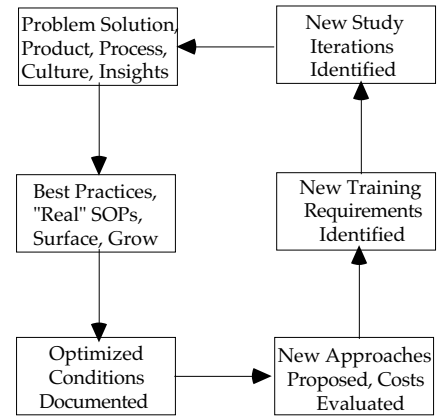 Problem Solution,
Product, Process,
Culture, Insights
New Study
Iterations
Identified
Best Practices,
"Real" SOPs,
Surface, Grow
New Training
Requirements
Identified
Optimized
Conditions
Documented
New Approaches
Proposed, Costs
Evaluated